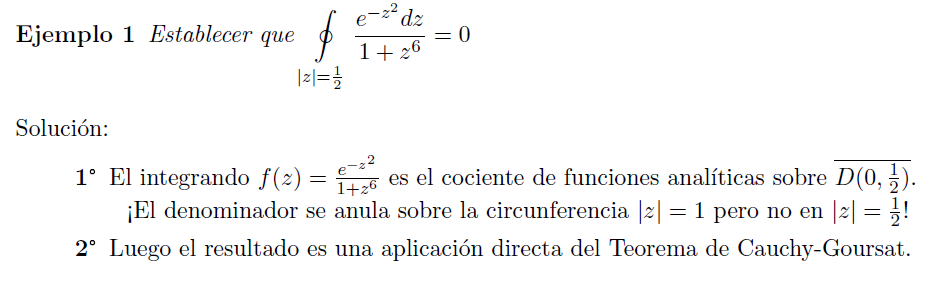 Ejemplo 1 Establecer que ∮_{|z|=1/2} e^{-z^2}dz / (1 + z^6) = 0
Solución:
1° El integrando f(z) = e^{-z^2} / (1+z^6) es el cociente de funciones analíticas sobre \overline{D(0, 1/2)}.
¡El denominador se anula sobre la circunferencia |z| = 1 pero no en |z| = 1/2!
2° Luego el resultado es una aplicación directa del Teorema de Cauchy-Goursat.